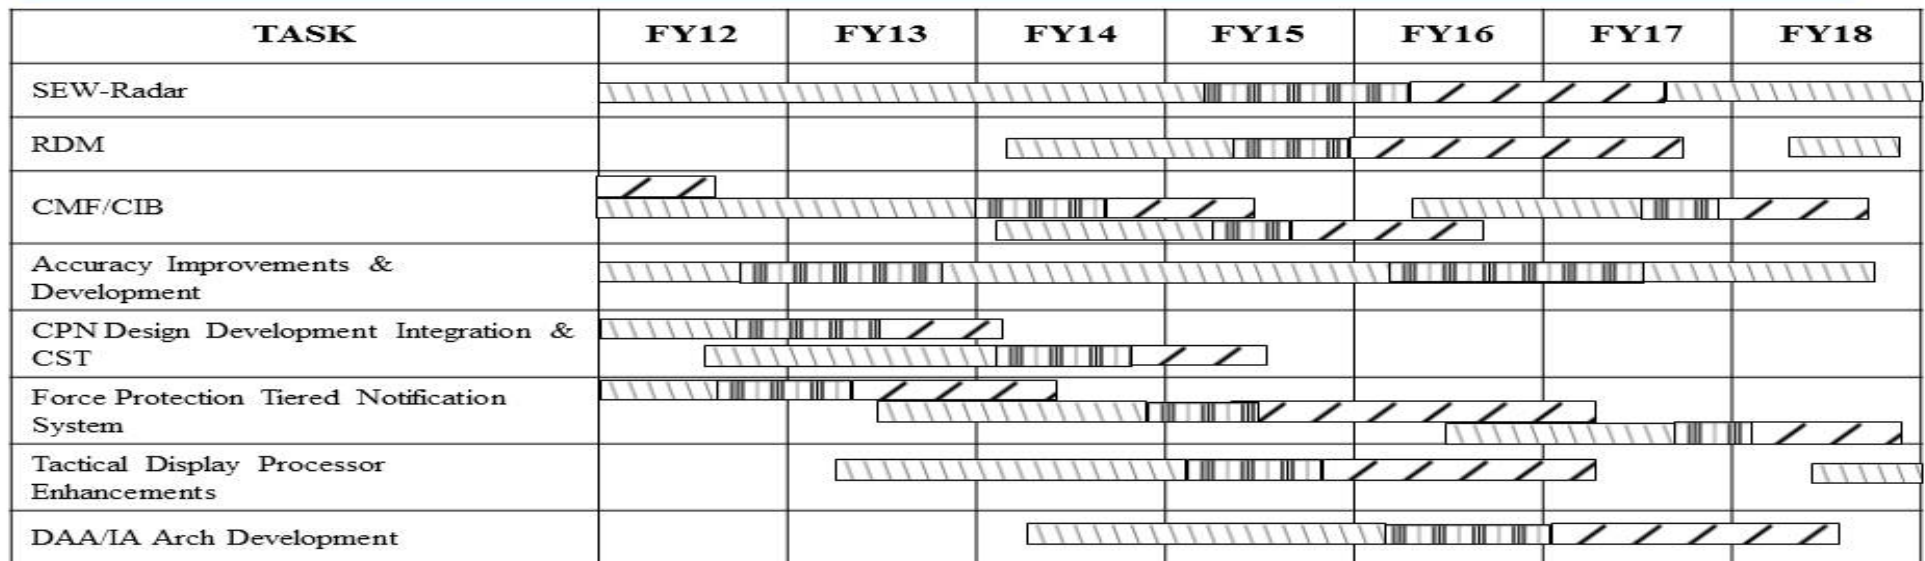 TASK FY12 FY13 FY14 FY15 FY16 FY17 FY18
SEW-Radar
RDM
CMF/CIB
Accuracy Improvements &
Development
CPN Design Development Integration &
CST
Force Protection Tiered Notification
System
Tactical Display Processor
Enhancements
DAA/IA Arch Development